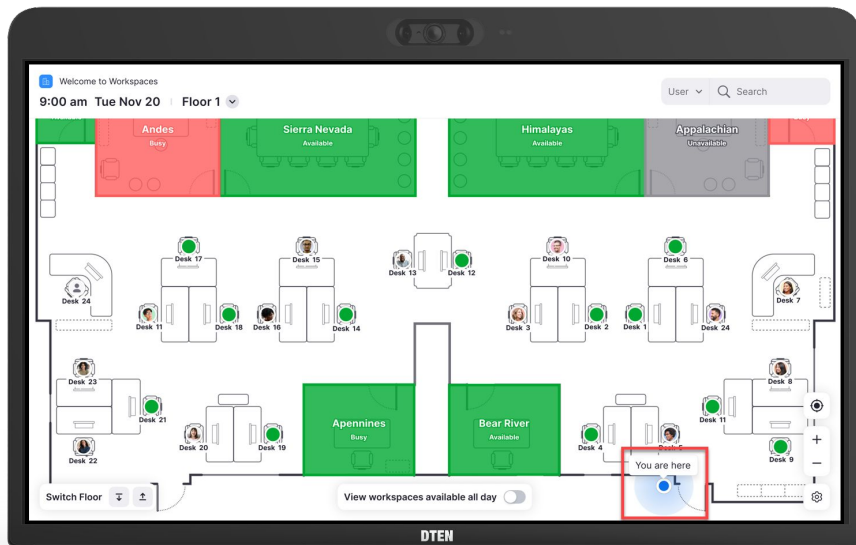 Welcome to Workspaces
9:00 am Tue Nov 20
Floor 1
User
Search
Andes
Busy
Sierra Nevada
Available
Himalayas
Available
Appalachian
Unavailable
Desk 17
Desk 15
Desk 13
Desk 12
Desk 10
Desk 6
Desk 24
Desk 7
Desk 11
Desk 18
Desk 16
Desk 14
Desk 3
Desk 2
Desk 1
Desk 24
Desk 23
Desk 8
Desk 21
Desk 11
Apennines
Busy
Bear River
Available
Desk 22
Desk 20
Desk 19
Desk 4
Desk 9
You are here
Switch Floor
View workspaces available all day
DTEN